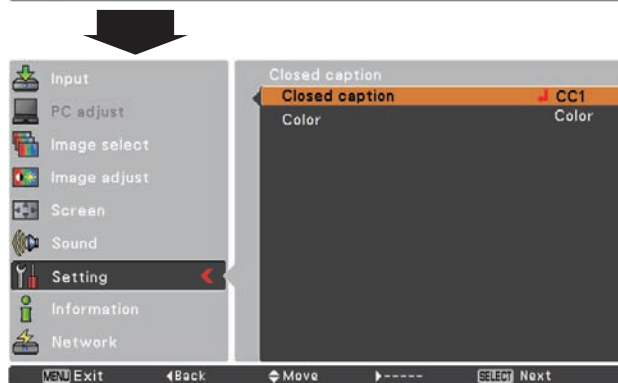 Input
PC adjust
Image select
Image adjust
Screen
Sound
Setting
Information
Network
Closed caption
Closed caption CC1
Color Color
MENU Exit Back Move ----- SELECT Next